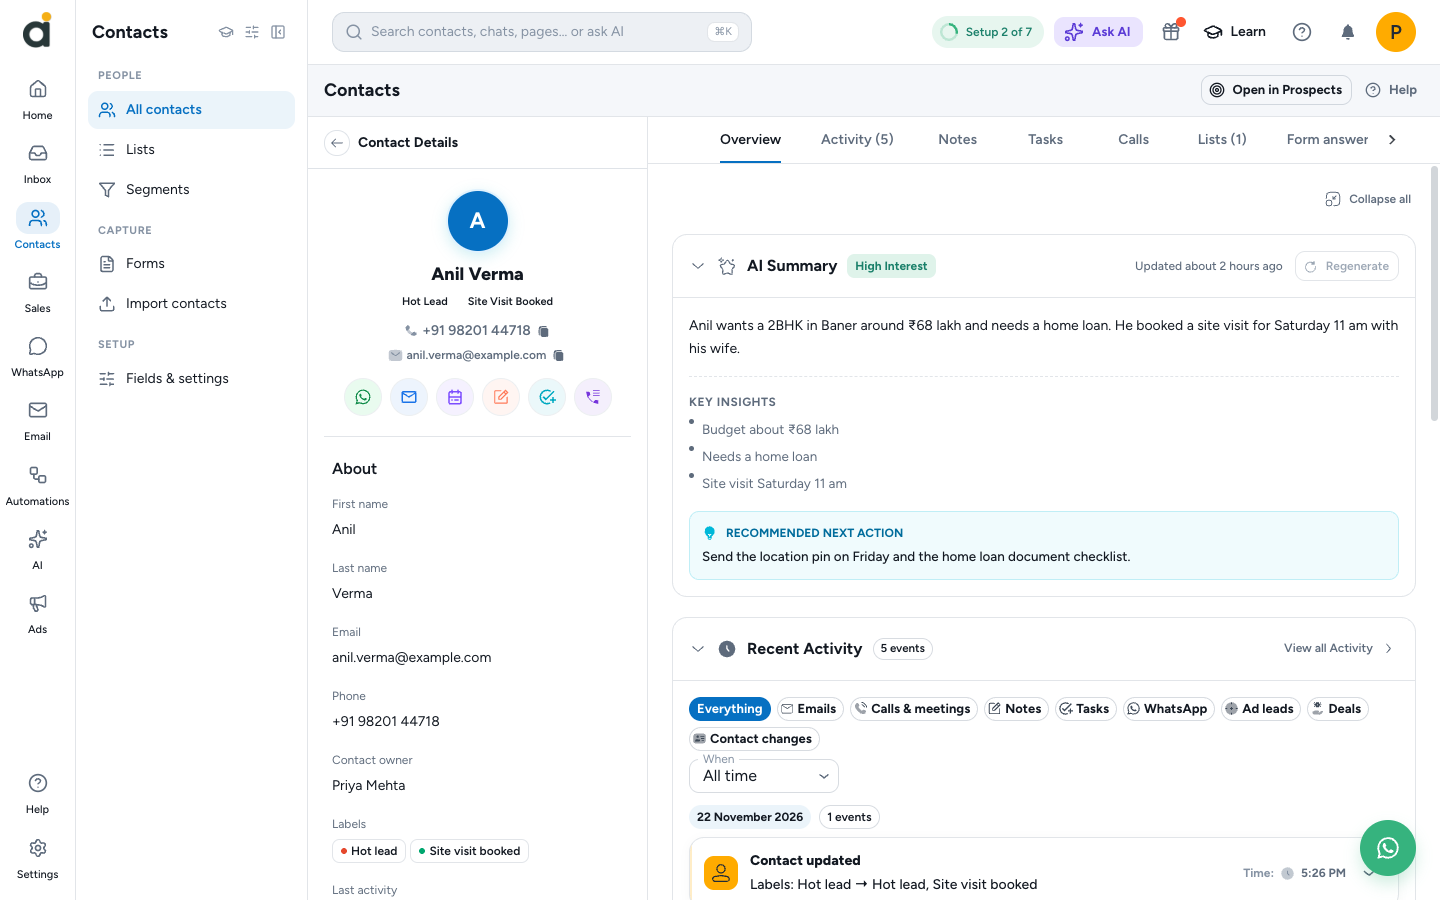 Contacts
Search contacts, chats, pages... or ask AI
⌘K
Setup 2 of 7
Ask AI
Learn
P
Home
Inbox
Contacts
Sales
WhatsApp
Email
Automations
AI
Ads
Help
Settings
PEOPLE
All contacts
Lists
Segments
CAPTURE
Forms
Import contacts
SETUP
Fields & settings
Contacts
Open in Prospects
Help
Contact Details
A
Anil Verma
Hot Lead
Site Visit Booked
+91 98201 44718
anil.verma@example.com
About
First name
Anil
Last name
Verma
Email
anil.verma@example.com
Phone
+91 98201 44718
Contact owner
Priya Mehta
Labels
Hot lead
Site visit booked
Last activity
Overview
Activity (5)
Notes
Tasks
Calls
Lists (1)
Form answer
Collapse all
AI Summary
High Interest
Updated about 2 hours ago
Regenerate
Anil wants a 2BHK in Baner around ₹68 lakh and needs a home loan. He booked a site visit for Saturday 11 am with
his wife.
KEY INSIGHTS
Budget about ₹68 lakh
Needs a home loan
Site visit Saturday 11 am
RECOMMENDED NEXT ACTION
Send the location pin on Friday and the home loan document checklist.
Recent Activity
5 events
View all Activity
Everything
Emails
Calls & meetings
Notes
Tasks
WhatsApp
Ad leads
Deals
Contact changes
When
All time
22 November 2026
1 events
Contact updated
Labels: Hot lead → Hot lead, Site visit booked
Time:
5:26 PM